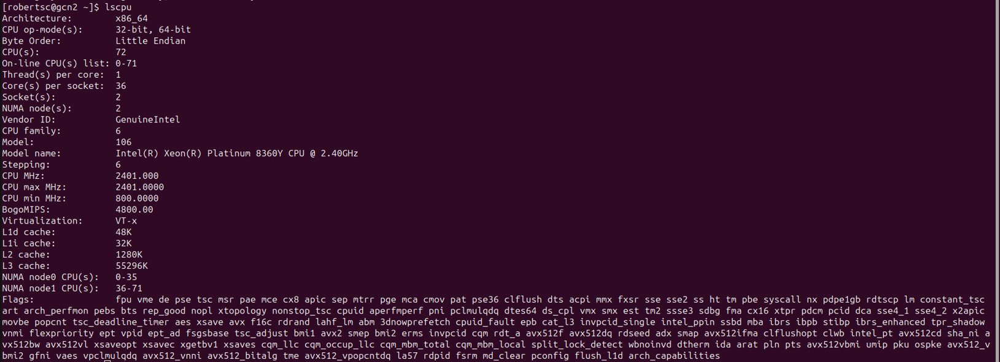 [robertsc@gcn2 ~]$ lscpu
Architecture:        x86_64
CPU op-mode(s):      32-bit, 64-bit
Byte Order:          Little Endian
CPU(s):              72
On-line CPU(s) list: 0-71
Thread(s) per core:  1
Core(s) per socket:  36
Socket(s):           2
NUMA node(s):        2
Vendor ID:           GenuineIntel
CPU family:          6
Model:               106
Model name:          Intel(R) Xeon(R) Platinum 8360Y CPU @ 2.40GHz
Stepping:            6
CPU MHz:             2401.000
CPU max MHz:         2401.0000
CPU min MHz:         800.0000
BogoMIPS:            4800.00
Virtualization:      VT-x
L1d cache:           48K
L1i cache:           32K
L2 cache:            1280K
L3 cache:            55296K
NUMA node0 CPU(s):   0-35
NUMA node1 CPU(s):   36-71
Flags:               fpu vme de pse tsc msr pae mce cx8 apic sep mtrr pge mca cmov pat pse36 clflush dts acpi mmx fxsr sse sse2 ss ht tm pbe syscall nx pdpe1gb rdtscp lm constant_tsc
art arch_perfmon pebs bts rep_good nopl xtopology nonstop_tsc cpuid aperfmperf pni pclmulqdq dtes64 ds_cpl vmx smx est tm2 ssse3 sdbg fma cx16 xtpr pdcm pcid dca sse4_1 sse4_2 x2apic
movbe popcnt tsc_deadline_timer aes xsave avx f16c rdrand lahf_lm abm 3dnowprefetch cpuid_fault epb cat_l3 invpcid_single intel_ppin ssbd mba ibrs ibpb stibp ibrs_enhanced tpr_shadow
vnmi flexpriority ept vpid ept_ad fsgsbase tsc_adjust bmi1 avx2 smep bmi2 erms invpcid cqm rdt_a avx512f avx512dq rdseed adx smap avx512ifma clflushopt clwb intel_pt avx512cd sha_ni a
vx512bw avx512vl xsaveopt xsavec xgetbv1 xsaves cqm_llc cqm_occup_llc cqm_mbm_total cqm_mbm_local split_lock_detect wbnoinvd dtherm ida arat pln pts avx512vbmi umip pku ospke avx512_v
bmi2 gfni vaes vpclmulqdq avx512_vnni avx512_bitalg tme avx512_vpopcntdq la57 rdpid fsrm md_clear pconfig flush_l1d arch_capabilities